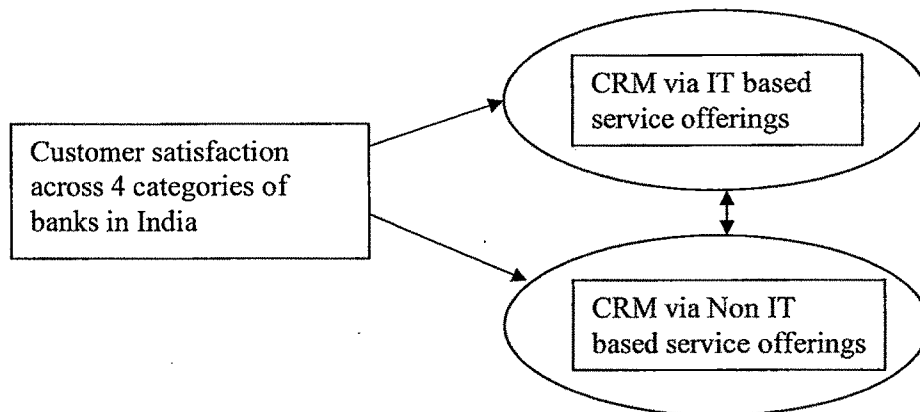 CRM via IT based
service offerings
Customer satisfaction
across 4 categories of
banks in India
CRM via Non IT
based service offerings